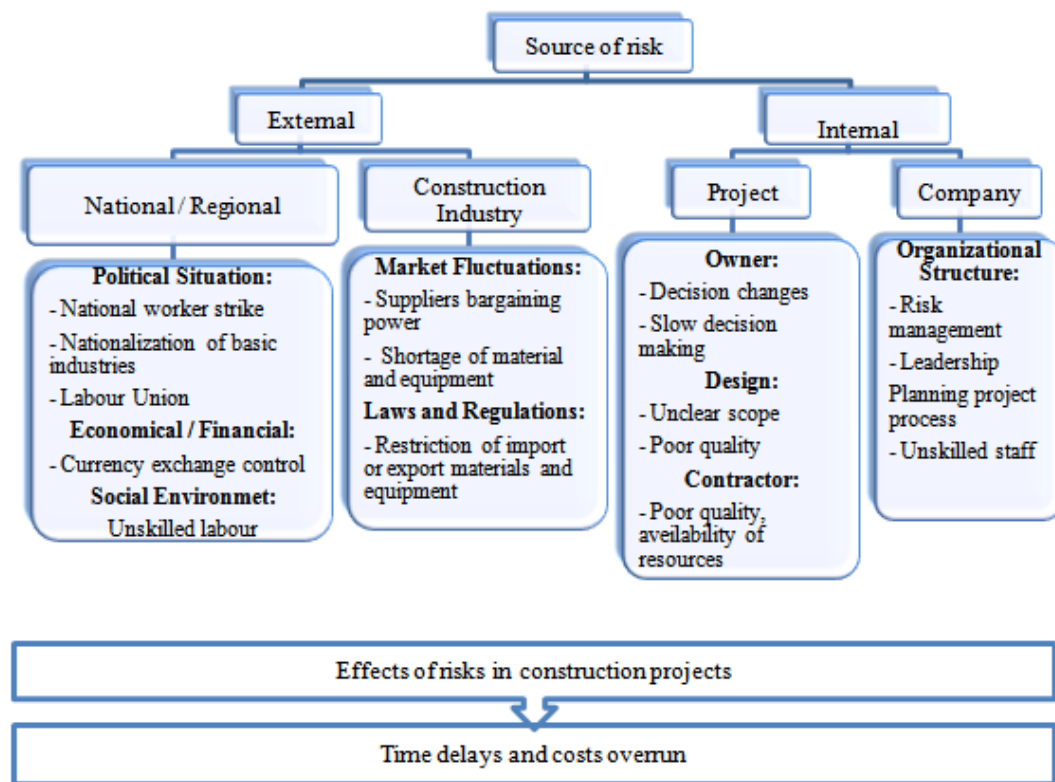 Source of risk
External
Internal
National / Regional
Construction
Industry
Project
Company
Political Situation:
- National worker strike
- Nationalization of basic
industries
- Labour Union
Economical / Financial:
- Currency exchange control
Social Environmet:
Unskilled labour
Market Fluctuations:
- Suppliers bargaining
power
- Shortage of material
and equipment
Laws and Regulations:
- Restriction of import
or export materials and
equipment
Owner:
- Decision changes
- Slow decision
making
Design:
- Unclear scope
- Poor quality
Contractor:
- Poor quality,
aveilability of
resources
Organizational
Structure:
- Risk
management
- Leadership
Planning project
process
- Unskilled staff
Effects of risks in construction projects
Time delays and costs overrun